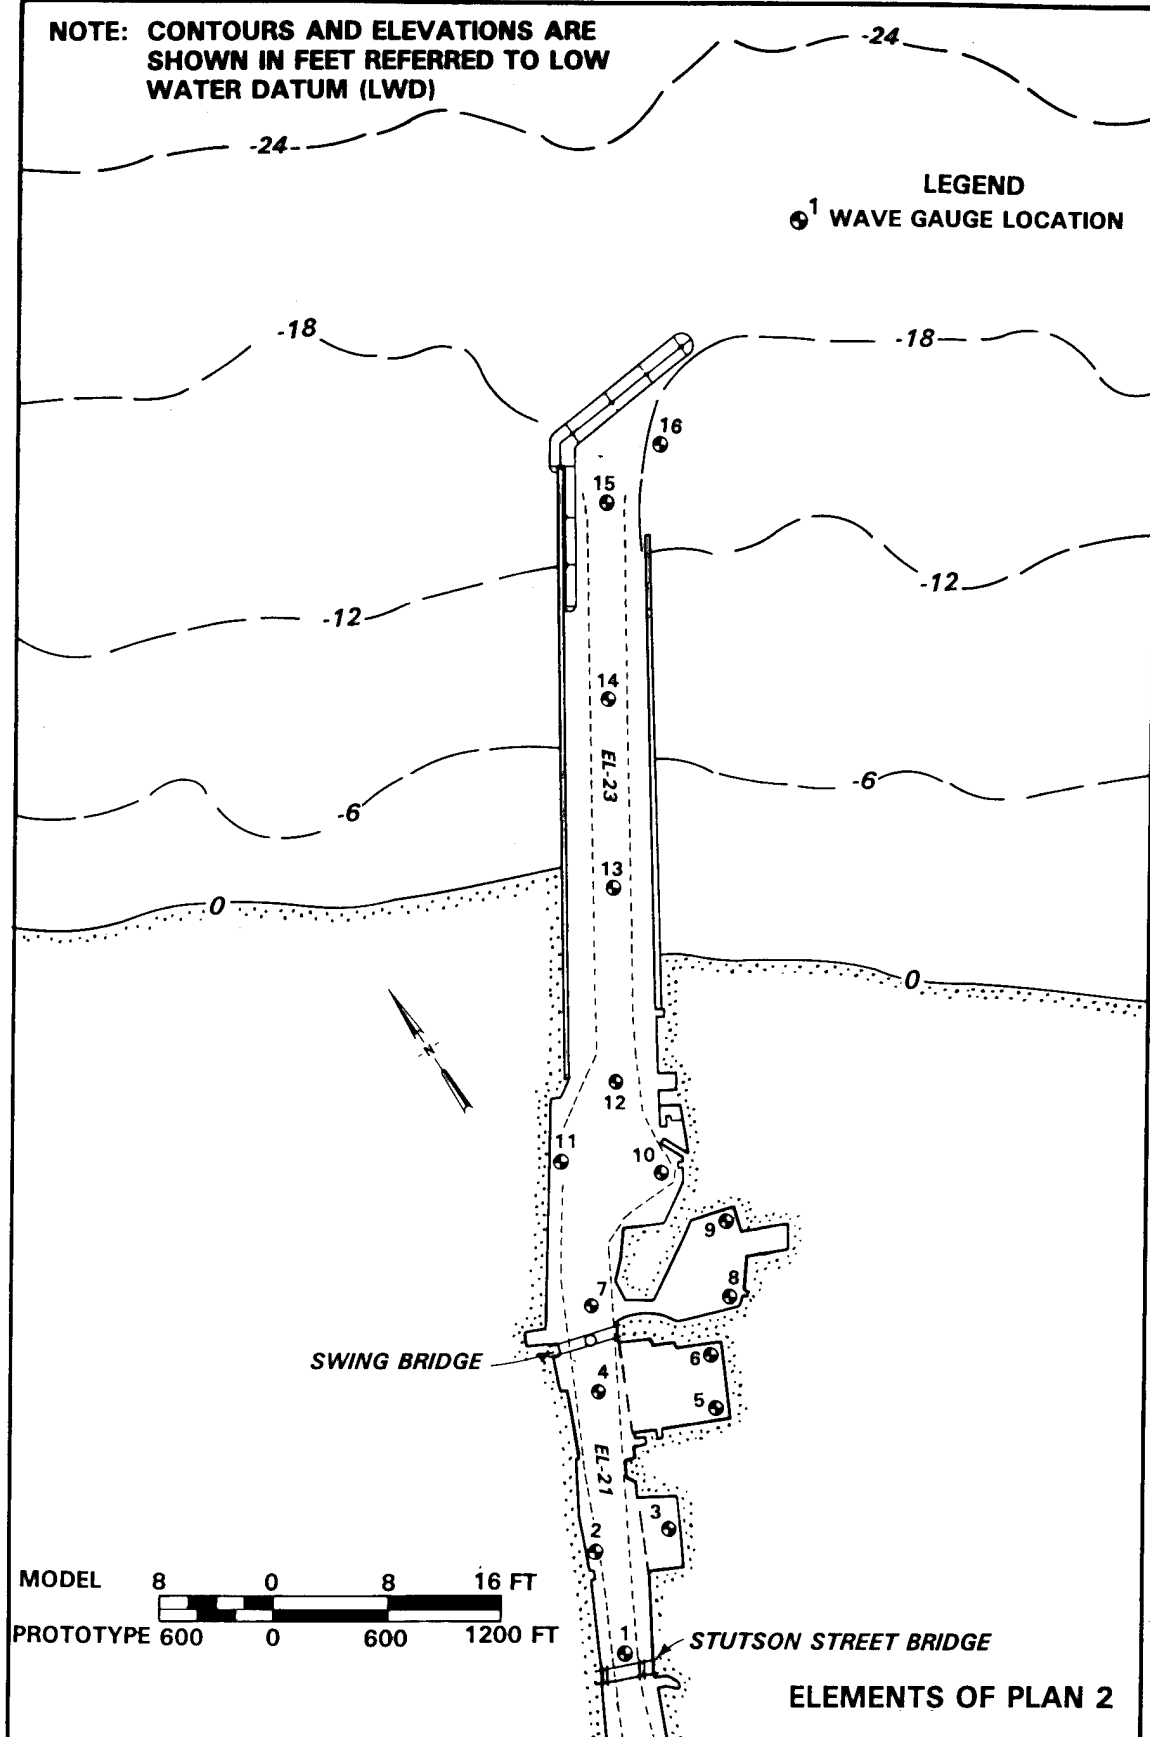 NOTE: CONTOURS AND ELEVATIONS ARE
SHOWN IN FEET REFERRED TO LOW
WATER DATUM (LWD)
-24
-24-
LEGEND
1 WAVE GAUGE LOCATION
-18
-18
16
15
-12
-12
14
EL-23
-6
-6
13
0
0
N
12
11
10
9
8
7
SWING BRIDGE
6
4
5
EL-21
3
2
MODEL 8 0 8 16 FT
PROTOTYPE 600 0 600 1200 FT
1
STUTSON STREET BRIDGE
ELEMENTS OF PLAN 2